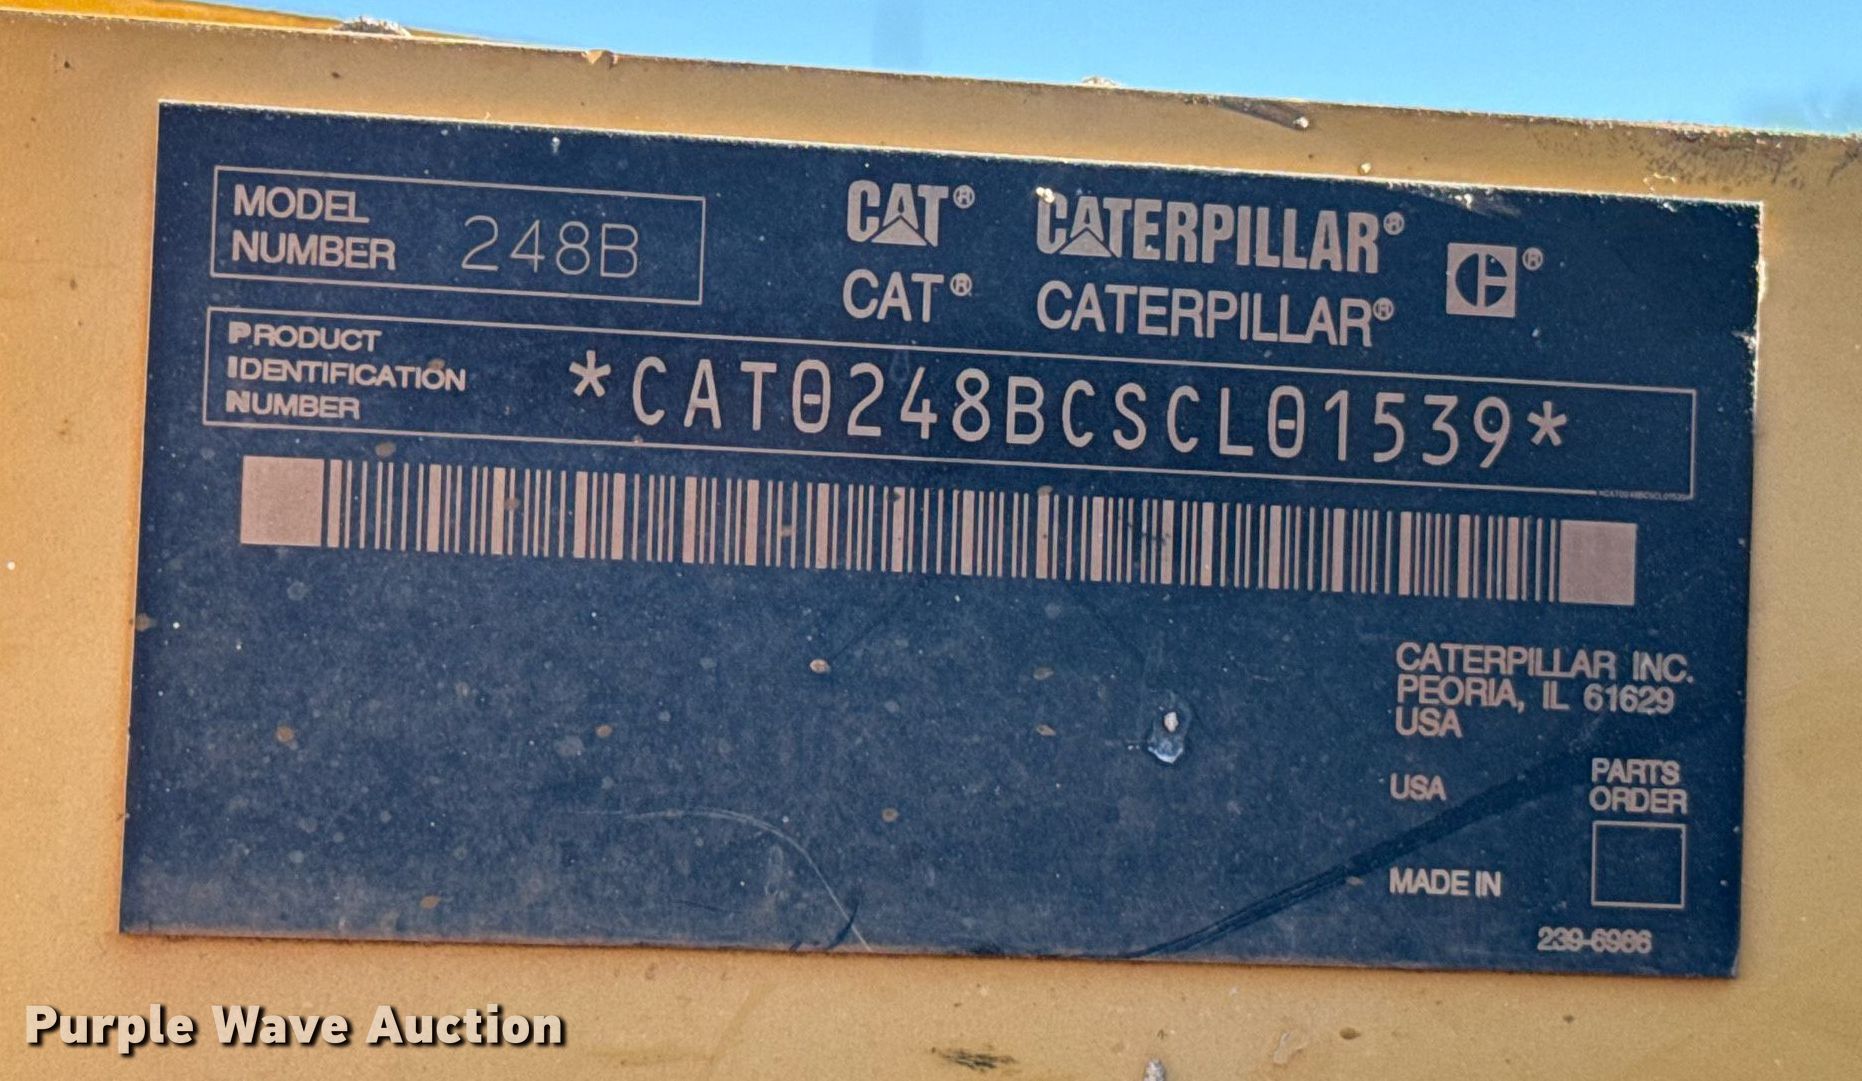 MODEL
NUMBER 248B
CAT® CATERPILLAR® ®
CAT® CATERPILLAR®
PRODUCT
IDENTIFICATION
NUMBER
*CAT0248BCSCL01539*
CATERPILLAR INC.
PEORIA, IL 61629
USA
USA
PARTS
ORDER
MADE IN
239-6986
Purple Wave Auction